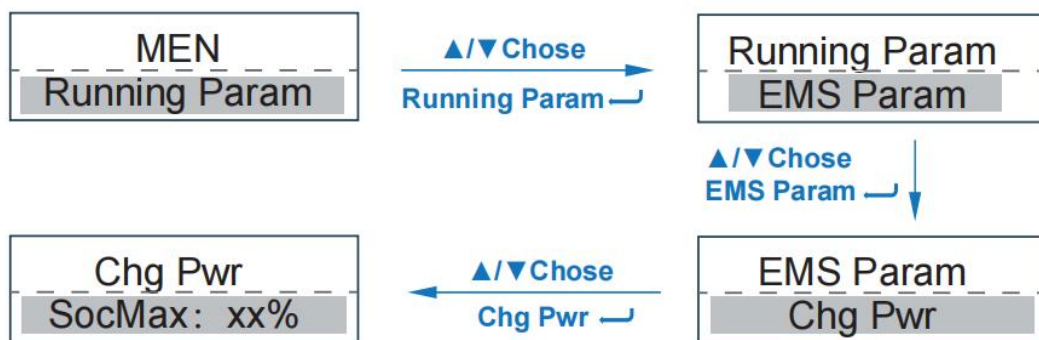 MEN
Running Param
▲/▼Chose
Running Param
Running Param
EMS Param
▲/▼Chose
EMS Param
EMS Param
Chg Pwr
▲/▼Chose
Chg Pwr
Chg Pwr
SocMax: xx%